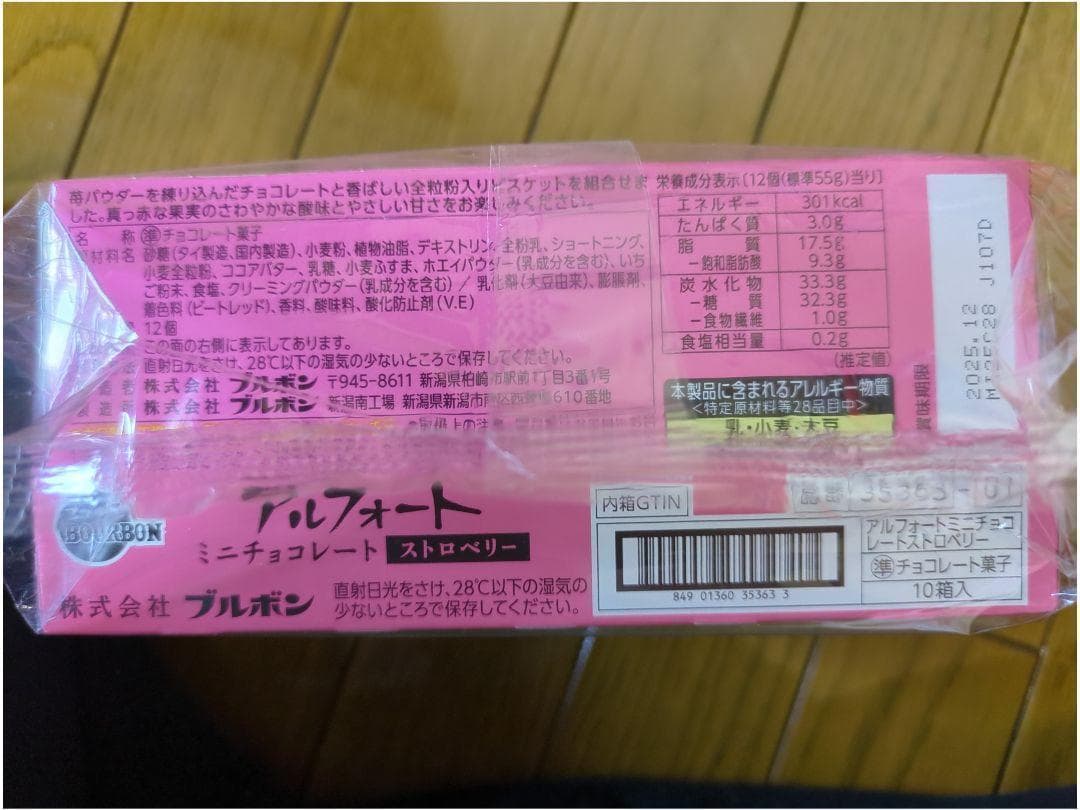 苺パウダーを練り込んだチョコレートと香ばしい全粒粉入りビスケットを組合せま
した。真っ赤な果実のさわやかな酸味とやさしい甘さをお楽しみください。
名 称 準チョコレート菓子
材料名 砂糖(タイ製造、国内製造)、小麦粉、植物油脂、デキストリン、全粉乳、ショートニング、
小麦全粒粉、ココアバター、乳糖、小麦ふすま、ホエイパウダー(乳成分を含む)、いち
ご粉末、食塩、クリーミングパウダー(乳成分を含む) / 乳化剤(大豆由来)、膨脹剤、
着色料(ビートレッド)、香料、酸味料、酸化防止剤(V.E)
12個
この面の右側に表示してあります。
直射日光をさけ、28℃以下の湿気の少ないところで保存してください。
者 株式会社 ブルボン 〒945-8611 新潟県柏崎市駅前1丁目3番1号
製造所 株式会社 ブルボン 新潟南工場 新潟県新潟市南区西 610番地
栄養成分表示〔12個(標準55g)当り〕
エネルギー 301kcal
たんぱく質 3.0g
脂質 17.5g
-飽和脂肪酸 9.3g
炭水化物 33.3g
-糖質 32.3g
-食物繊維 1.0g
食塩相当量 0.2g
(推定値)
本製品に含まれるアレルギー物質
<特定原材料等28品目中>
乳・小麦・大豆
賞味期限
2025.12
J10TD
BOURBON
アルフォート
ミニチョコレート ストロベリー
株式会社 ブルボン
直射日光をさけ、28℃以下の湿気の
少ないところで保存してください。
内箱GTIN
849 01360 35363 3
品番 35363-01
アルフォートミニチョコ
レートストロベリー
準チョコレート菓子
10箱入